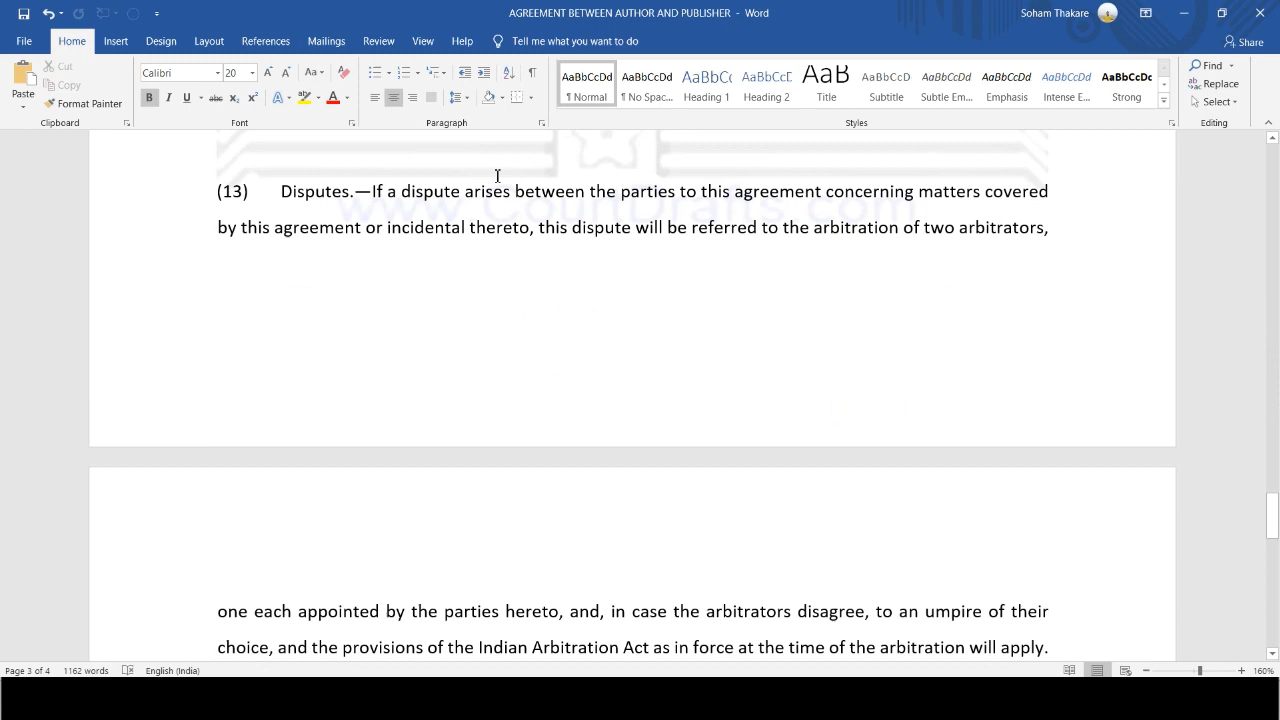 AGREEMENT BETWEEN AUTHOR AND PUBLISHER - Word
Soham Thakare
File Home Insert Design Layout References Mailings Review View Help Tell me what you want to do Share
Paste
Cut
Copy
Format Painter
Clipboard
Calibri 20
Font
Paragraph
AaBbCcDd AaBbCcDd AaBbCc AaBbCcE AaB AaBbCcD AaBbCcDd AaBbCcDd AaBbCcDd AaBbCcDc
¶ Normal ¶ No Spac... Heading 1 Heading 2 Title Subtitle Subtle Em... Emphasis Intense E... Strong
Styles
Find
Replace
Select
Editing
www.CourtDrafts.com
(13) Disputes.—If a dispute arises between the parties to this agreement concerning matters covered
by this agreement or incidental thereto, this dispute will be referred to the arbitration of two arbitrators,
one each appointed by the parties hereto, and, in case the arbitrators disagree, to an umpire of their
choice, and the provisions of the Indian Arbitration Act as in force at the time of the arbitration will apply.
Page 3 of 4 1162 words English (India) 160%